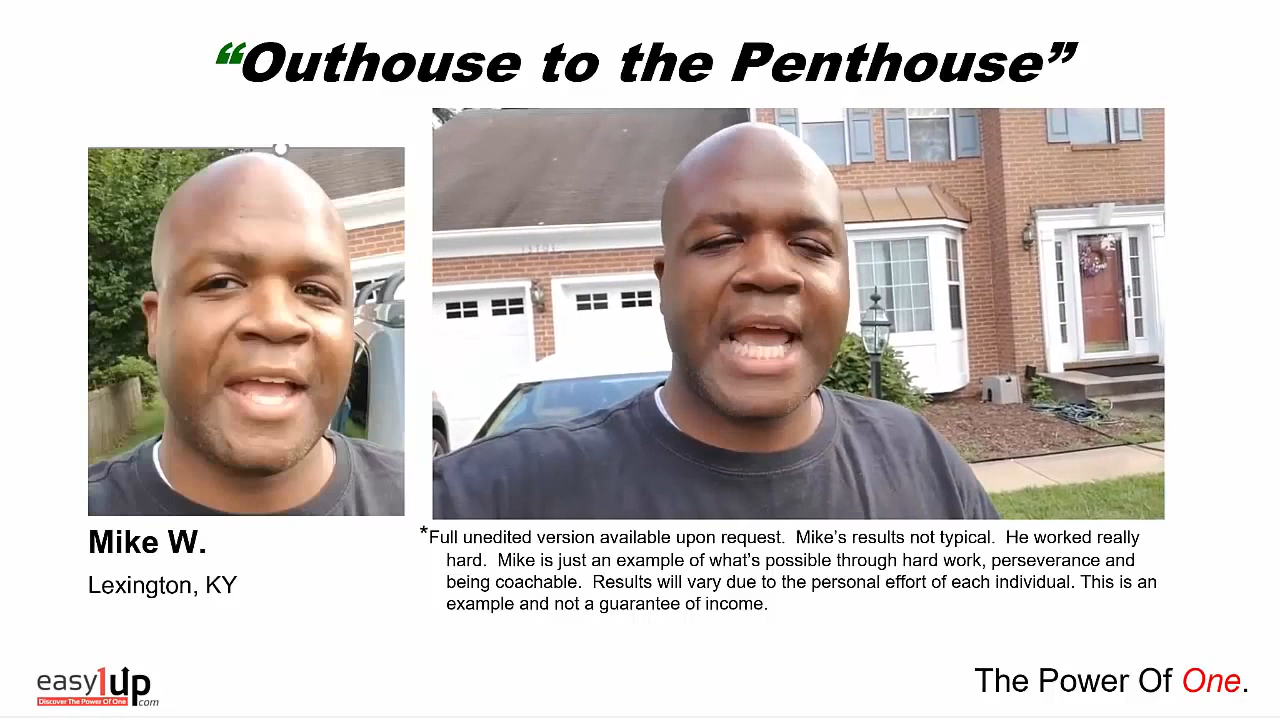 “Outhouse to the Penthouse”
Mike W.
Lexington, KY
*Full unedited version available upon request. Mike’s results not typical. He worked really
hard. Mike is just an example of what’s possible through hard work, perseverance and
being coachable. Results will vary due to the personal effort of each individual. This is an
example and not a guarantee of income.
easy1up
Discover The Power Of One .com
The Power Of One.